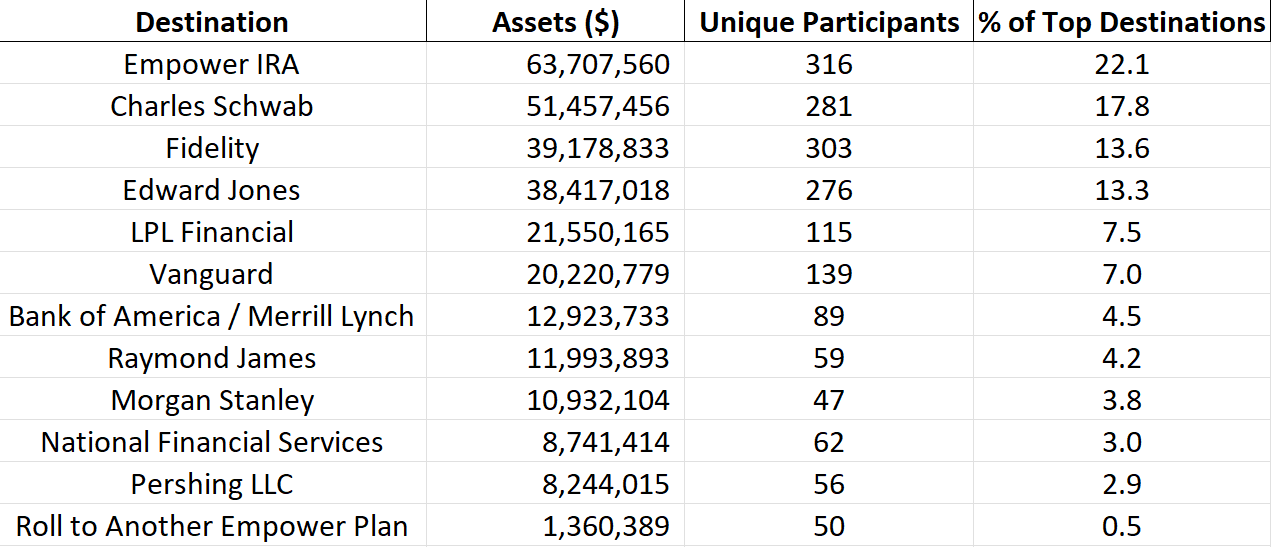 Destination Assets ($) Unique Participants % of Top Destinations
Empower IRA 63,707,560 316 22.1
Charles Schwab 51,457,456 281 17.8
Fidelity 39,178,833 303 13.6
Edward Jones 38,417,018 276 13.3
LPL Financial 21,550,165 115 7.5
Vanguard 20,220,779 139 7.0
Bank of America / Merrill Lynch 12,923,733 89 4.5
Raymond James 11,993,893 59 4.2
Morgan Stanley 10,932,104 47 3.8
National Financial Services 8,741,414 62 3.0
Pershing LLC 8,244,015 56 2.9
Roll to Another Empower Plan 1,360,389 50 0.5